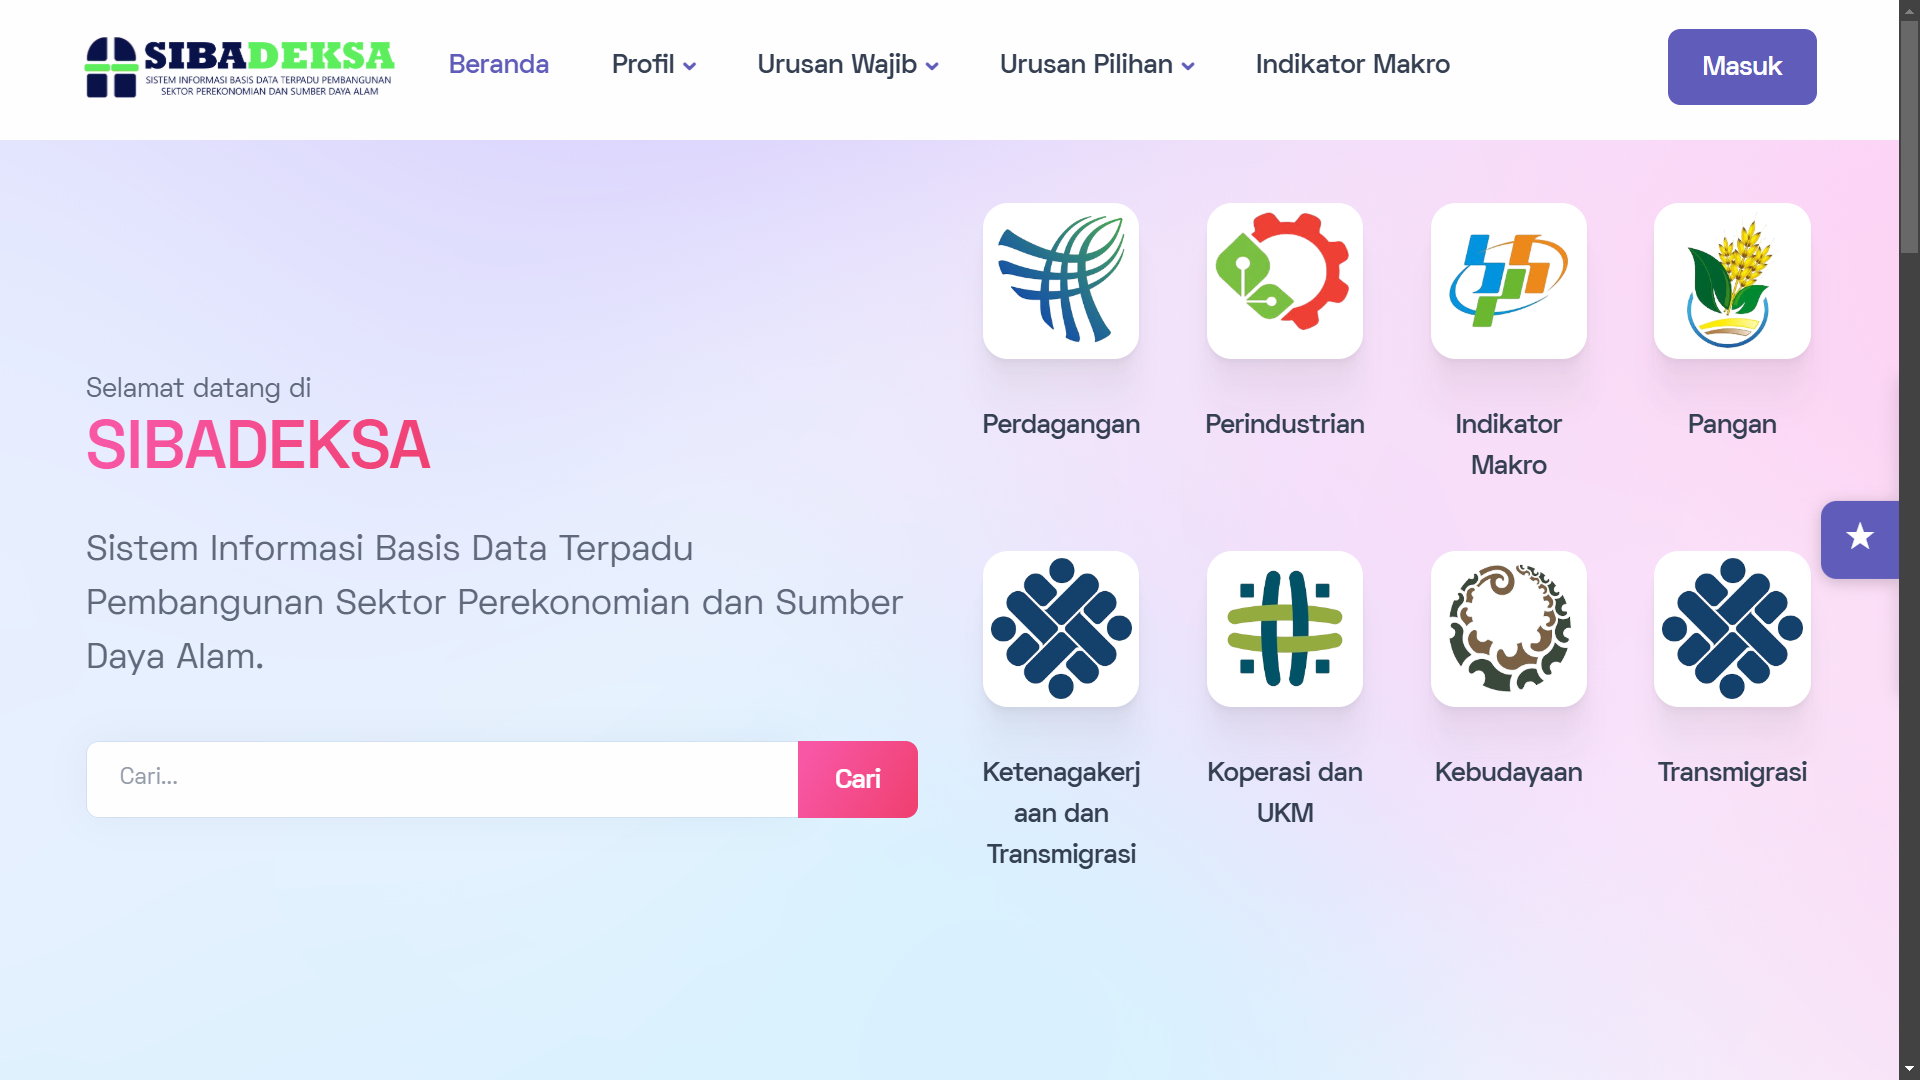 SIBADEKSA
SISTEM INFORMASI BASIS DATA TERPADU PEMBANGUNAN
SEKTOR PEREKONOMIAN DAN SUMBER DAYA ALAM
Beranda
Profil
Urusan Wajib
Urusan Pilihan
Indikator Makro
Masuk
Selamat datang di
SIBADEKSA
Sistem Informasi Basis Data Terpadu
Pembangunan Sektor Perekonomian dan Sumber
Daya Alam.
Cari...
Cari
Perdagangan
Perindustrian
Indikator
Makro
Pangan
Ketenagakerj
aan dan
Transmigrasi
Koperasi dan
UKM
Kebudayaan
Transmigrasi